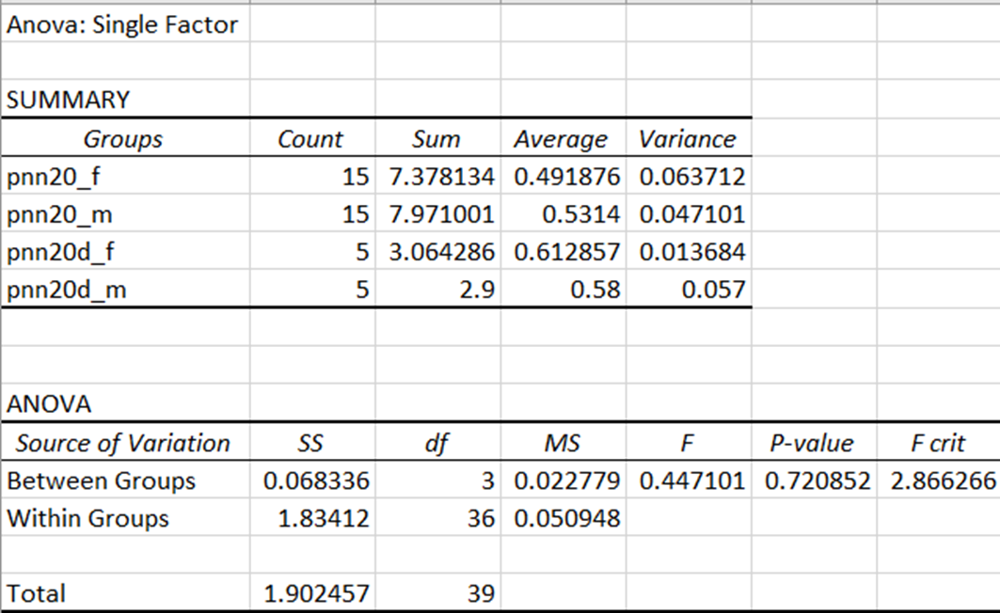 Anova: Single Factor
SUMMARY
Groups Count Sum Average Variance
pnn20_f 15 7.378134 0.491876 0.063712
pnn20_m 15 7.971001 0.5314 0.047101
pnn20d_f 5 3.064286 0.612857 0.013684
pnn20d_m 5 2.9 0.58 0.057
ANOVA
Source of Variation SS df MS F P-value F crit
Between Groups 0.068336 3 0.022779 0.447101 0.720852 2.866266
Within Groups 1.83412 36 0.050948
Total 1.902457 39